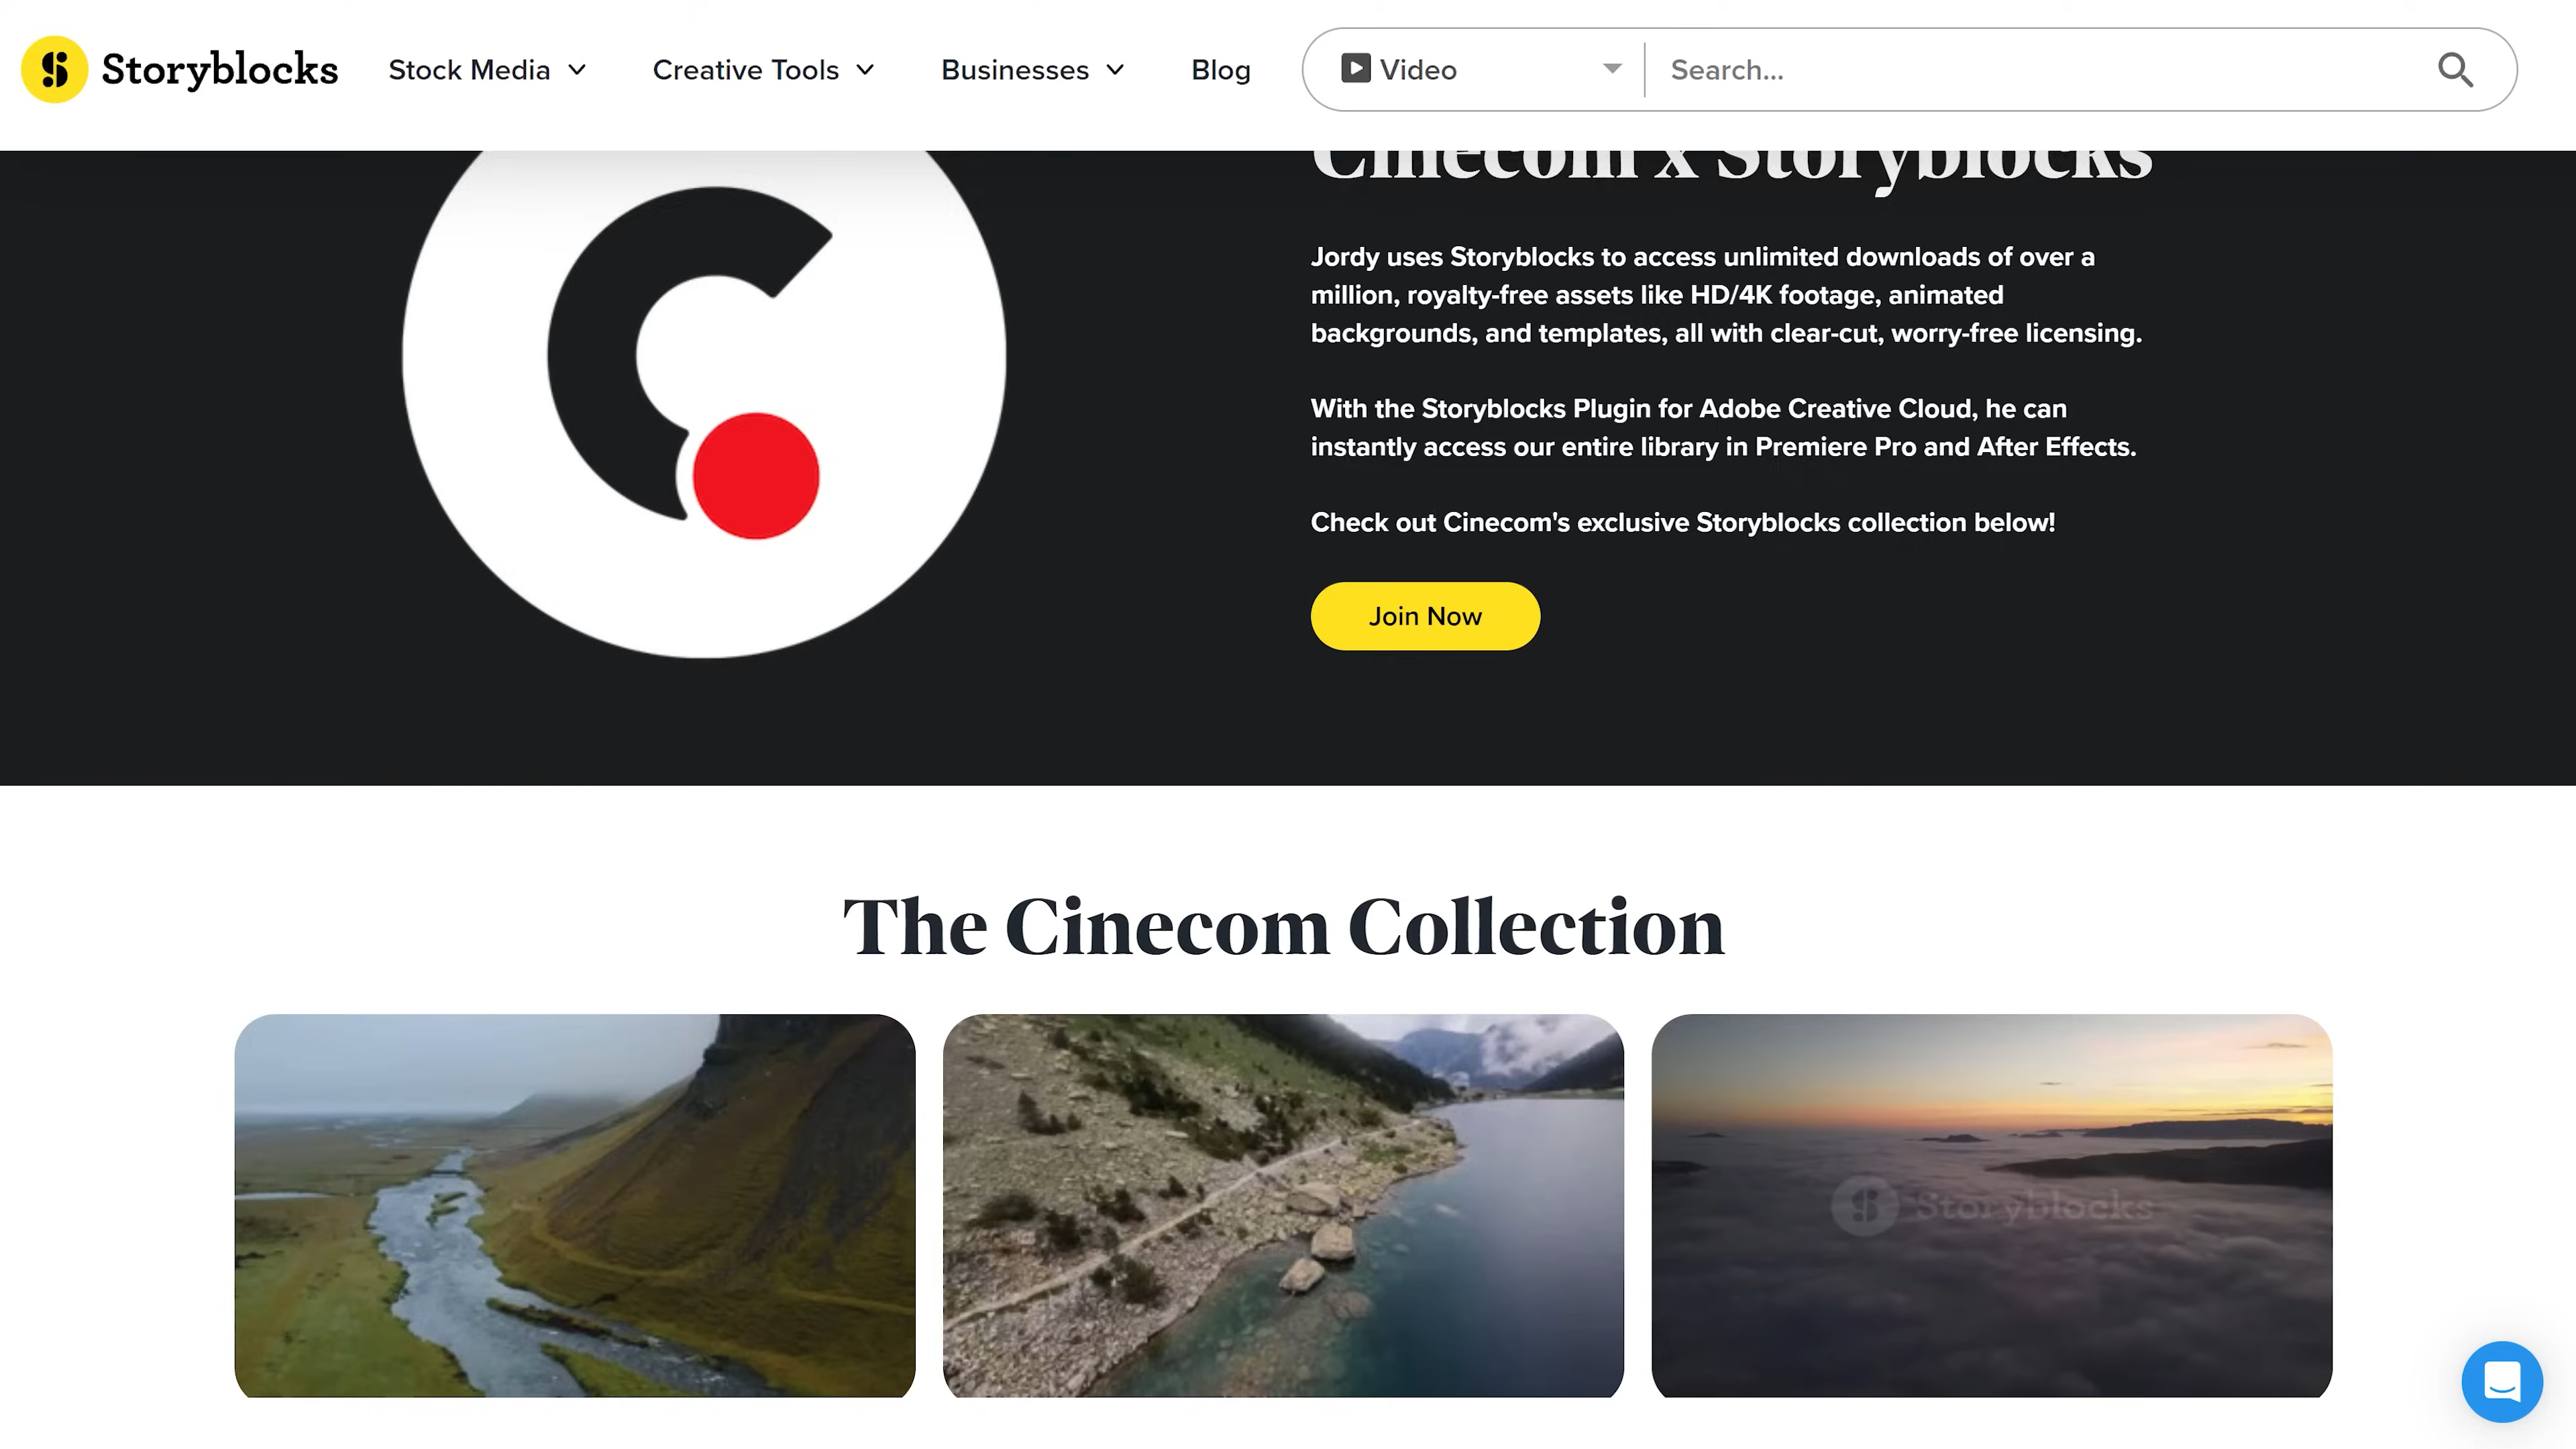 Storyblocks
Stock Media
Creative Tools
Businesses
Blog
Video
Search...
Cinecom x Storyblocks
Jordy uses Storyblocks to access unlimited downloads of over a
million, royalty-free assets like HD/4K footage, animated
backgrounds, and templates, all with clear-cut, worry-free licensing.
With the Storyblocks Plugin for Adobe Creative Cloud, he can
instantly access our entire library in Premiere Pro and After Effects.
Check out Cinecom's exclusive Storyblocks collection below!
Join Now
The Cinecom Collection
Storyblocks